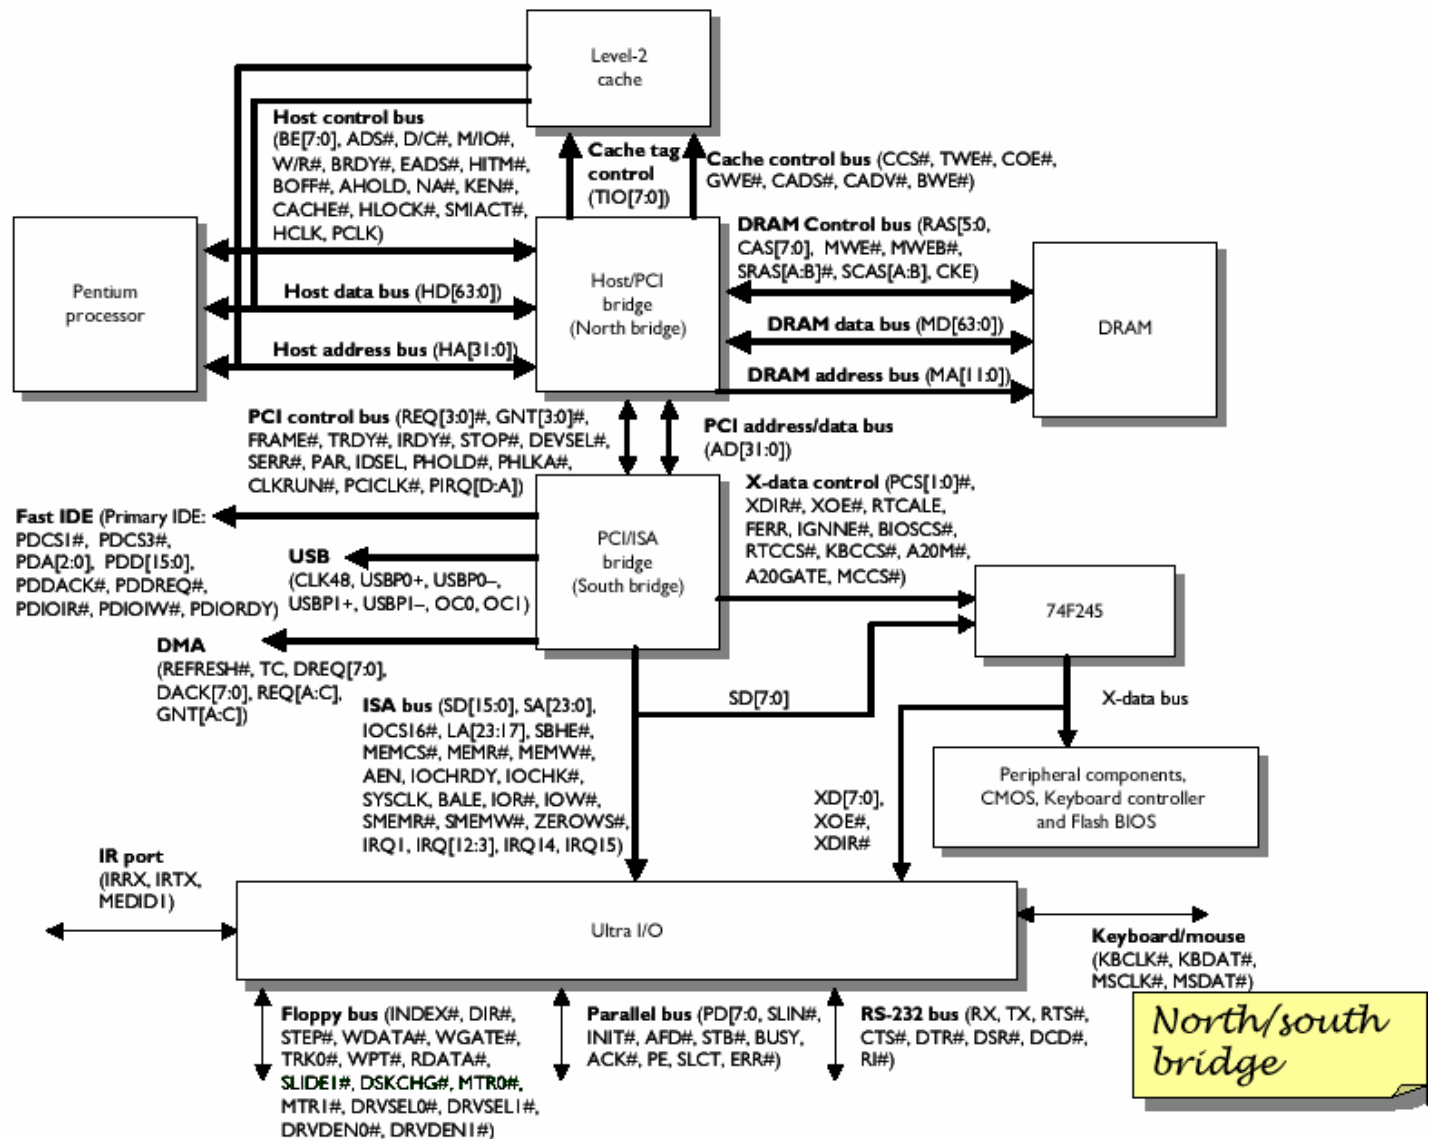 Level-2
cache
Host control bus
(BE[7:0], ADS#, D/C#, M/IO#,
W/R#, BRDY#, EADS#, HITM#,
BOFF#, AHOLD, NA#, KEN#,
CACHE#, HLOCK#, SMIACT#,
HCLK, PCLK)
Cache tag
control
(TIO[7:0])
Cache control bus (CCS#, TWE#, COE#,
GWE#, CADS#, CADV#, BWE#)
Pentium
processor
Host data bus (HD[63:0])
Host address bus (HA[31:0])
Host/PCI
bridge
(North bridge)
DRAM Control bus (RAS[5:0,
CAS[7:0], MWE#, MWEB#,
SRAS[A:B]#, SCAS[A:B], CKE)
DRAM data bus (MD[63:0])
DRAM address bus (MA[11:0])
DRAM
PCI control bus (REQ[3:0]#, GNT[3:0]#,
FRAME#, TRDY#, IRDY#, STOP#, DEVSEL#,
SERR#, PAR, IDSEL, PHOLD#, PHLKA#,
CLKRUN#, PCICLK#, PIRQ[D:A])
PCI address/data bus
(AD[31:0])
X-data control (PCS[1:0]#,
XDIR#, XOE#, RTCALE,
FERR, IGNNE#, BIOSCS#,
RTCCS#, KBCCS#, A20M#,
A20GATE, MCCS#)
Fast IDE (Primary IDE:
PDCS1#, PDCS3#,
PDA[2:0], PDD[15:0],
PDDACK#, PDDREQ#,
PDIOIR#, PDIOIW#, PDIORDY)
USB
(CLK48, USBP0+, USBP0–,
USBP1+, USBP1–, OC0, OC1)
PCI/ISA
bridge
(South bridge)
74F245
DMA
(REFRESH#, TC, DREQ[7:0],
DACK[7:0], REQ[A:C],
GNT[A:C])
ISA bus (SD[15:0], SA[23:0],
IOCS16#, LA[23:17], SBHE#,
MEMCS#, MEMR#, MEMW#,
AEN, IOCHRDY, IOCHK#,
SYSCLK, BALE, IOR#, IOW#,
SMEMR#, SMEMW#, ZEROWS#,
IRQ1, IRQ[12:3], IRQ14, IRQ15)
SD[7:0]
X-data bus
Peripheral components,
CMOS, Keyboard controller
and Flash BIOS
XD[7:0],
XOE#,
XDIR#
IR port
(IRRX, IRTX,
MEDID1)
Ultra I/O
Keyboard/mouse
(KBCLK#, KBDAT#,
MSCLK#, MSDAT#)
Floppy bus (INDEX#, DIR#,
STEP#, WDATA#, WGATE#,
TRK0#, WPT#, RDATA#,
SLIDE1#, DSKCHG#, MTR0#,
MTR1#, DRVSEL0#, DRVSEL1#,
DRVDEN0#, DRVDEN1#)
Parallel bus (PD[7:0, SLIN#,
INIT#, AFD#, STB#, BUSY,
ACK#, PE, SLCT, ERR#)
RS-232 bus (RX, TX, RTS#,
CTS#, DTR#, DSR#, DCD#,
RI#)
North/south
bridge